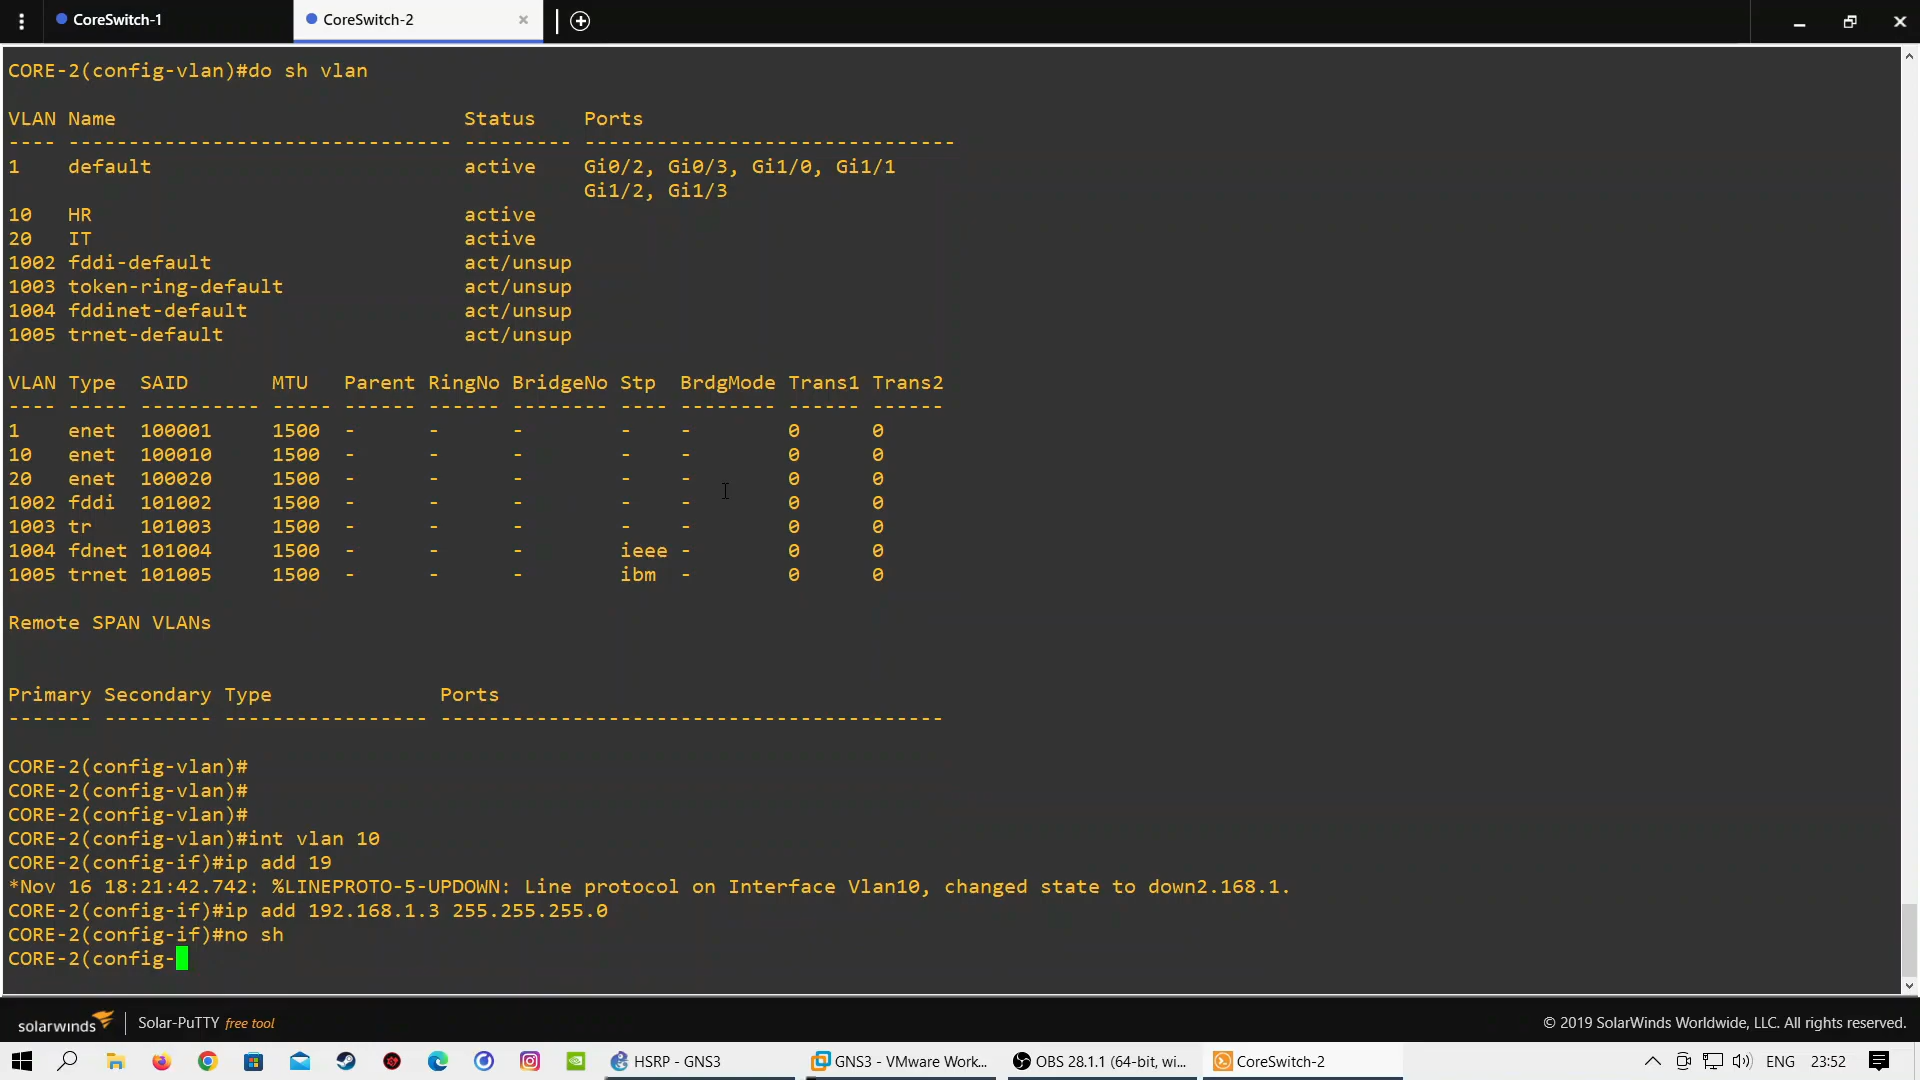 CoreSwitch-1
CoreSwitch-2
CORE-2(config-vlan)#do sh vlan
VLAN Name                             Status    Ports
---- -------------------------------- --------- -------------------------------
1    default                          active    Gi0/2, Gi0/3, Gi1/0, Gi1/1
                                                Gi1/2, Gi1/3
10   HR                               active
20   IT                               active
1002 fddi-default                     act/unsup
1003 token-ring-default               act/unsup
1004 fddinet-default                  act/unsup
1005 trnet-default                    act/unsup
VLAN Type  SAID       MTU   Parent RingNo BridgeNo Stp  BrdgMode Trans1 Trans2
---- ----- ---------- ----- ------ ------ -------- ---- -------- ------ ------
1    enet  100001     1500  -      -      -        -    -        0      0
10   enet  100010     1500  -      -      -        -    -        0      0
20   enet  100020     1500  -      -      -        -    -        0      0
1002 fddi  101002     1500  -      -      -        -    -        0      0
1003 tr    101003     1500  -      -      -        -    -        0      0
1004 fdnet 101004     1500  -      -      -        ieee -        0      0
1005 trnet 101005     1500  -      -      -        ibm  -        0      0
Remote SPAN VLANs
Primary Secondary Type              Ports
------- --------- ----------------- ------------------------------------------
CORE-2(config-vlan)#
CORE-2(config-vlan)#
CORE-2(config-vlan)#
CORE-2(config-vlan)#int vlan 10
CORE-2(config-if)#ip add 19
*Nov 16 18:21:42.742: %LINEPROTO-5-UPDOWN: Line protocol on Interface Vlan10, changed state to down2.168.1.
CORE-2(config-if)#ip add 192.168.1.3 255.255.255.0
CORE-2(config-if)#no sh
CORE-2(config-
solarwinds Solar-PuTTY free tool
© 2019 SolarWinds Worldwide, LLC. All rights reserved.
HSRP - GNS3
GNS3 - VMware Work...
OBS 28.1.1 (64-bit, wi...
CoreSwitch-2
ENG
23:52